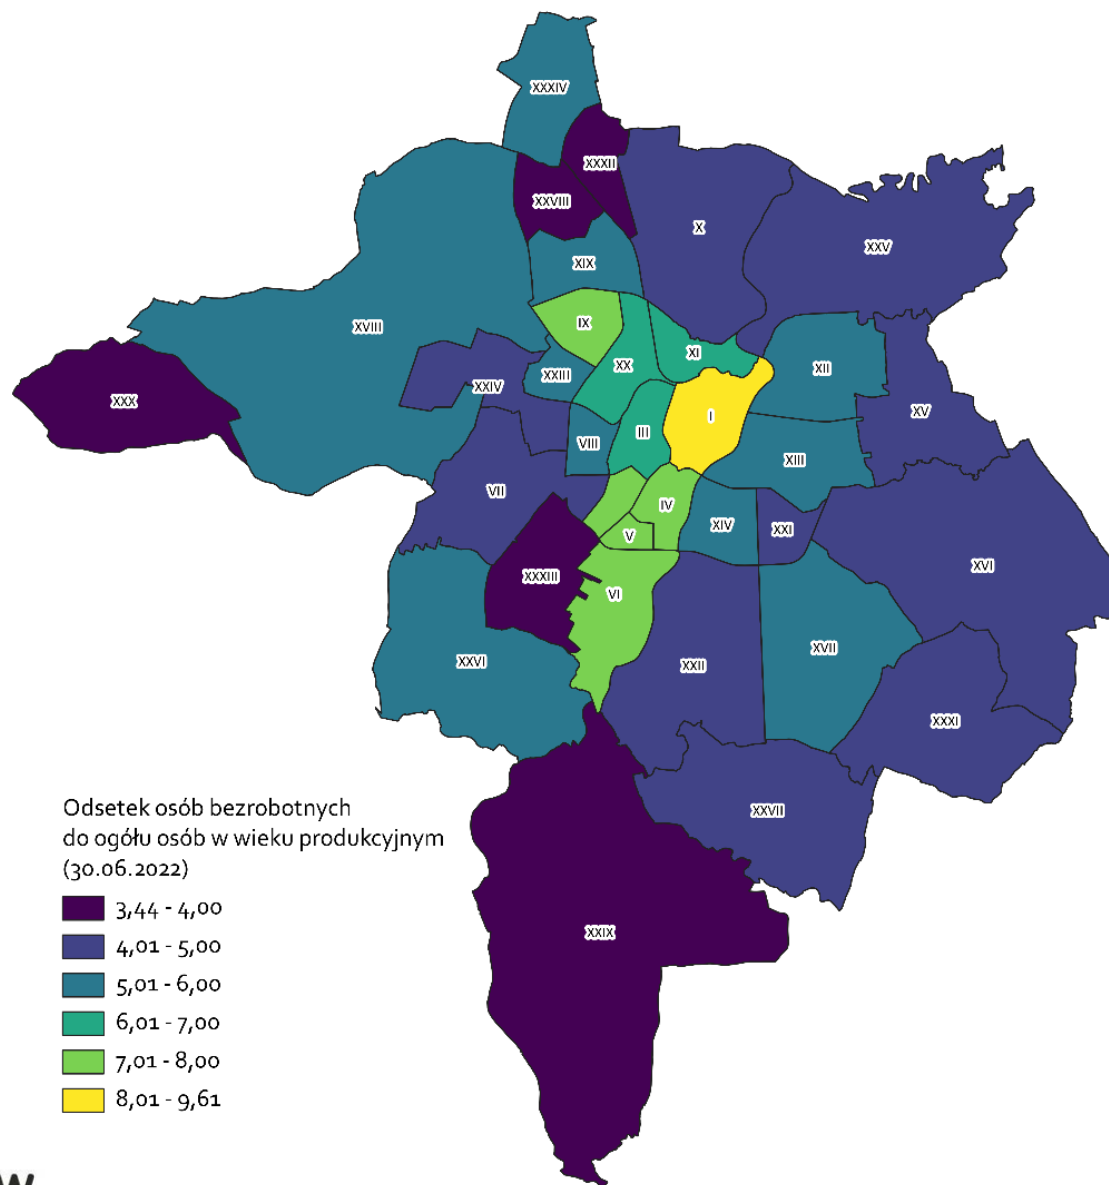 XXXIV
XXXII
XXVIII
X
XXV
XIX
IX
XVIII
XX
XI
XII
XXIII
XXIV
XXX
I
XV
III
VIII
XIII
VII
IV
XIV
XXI
V
XVI
XXXIII
VI
XVII
XXVI
XXII
XXXI
XXVII
XXIX
Odsetek osób bezrobotnych
do ogółu osób w wieku produkcyjnym
(30.06.2022)
3,44 - 4,00
4,01 - 5,00
5,01 - 6,00
6,01 - 7,00
7,01 - 8,00
8,01 - 9,61